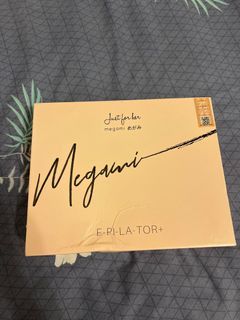 Just for her
megami めがみ
Megami
E-PI-LA-TOR+